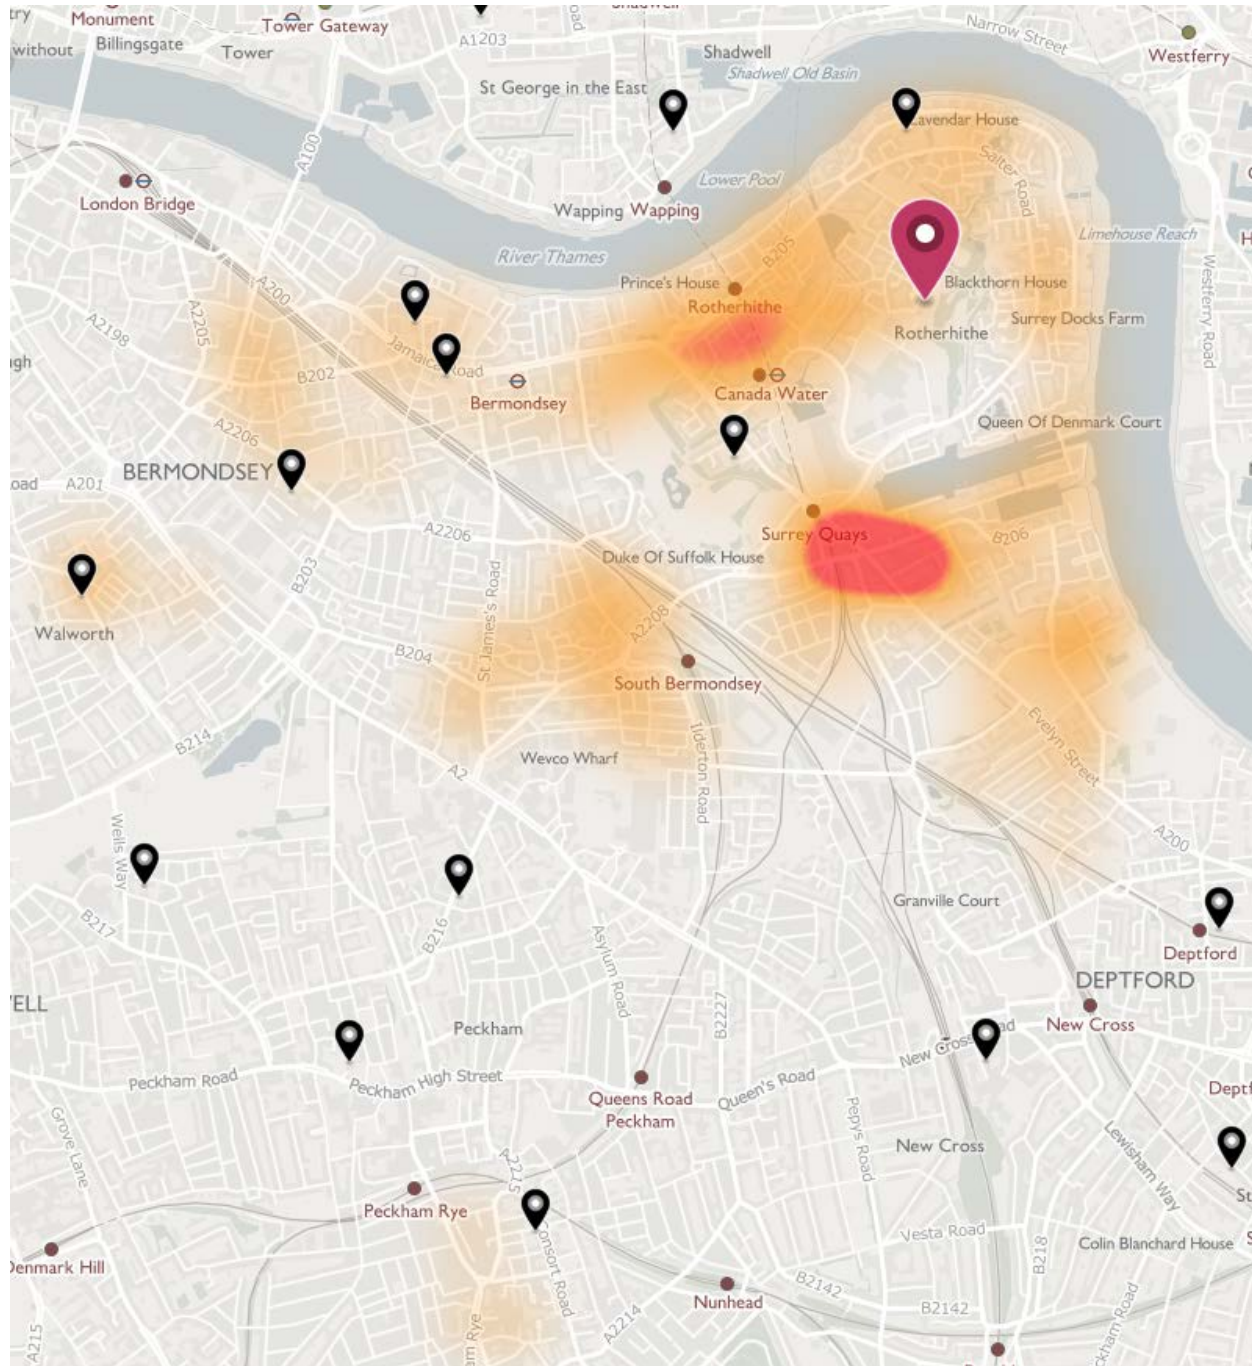 Monument
Tower Gateway
Shadwell
Road
without
Billingsgate
Tower
A1203
Shadwell
Narrow Street
Westferry
St George in the East
Shadwell Old Basin
Lavendar House
A100
Salter Road
London Bridge
Lower Pool
Wapping
Wapping
River Thames
B205
Limehouse Reach
Westferry Road
A200
A2205
Prince's House
Rotherhithe
Blackthorn House
Surrey Docks Farm
Rotherhithe
A2198
Jamaica Road
B202
Bermondsey
Canada Water
Queen Of Denmark Court
A2206
BERMONDSEY
A201
A2206
Surrey Quays
B206
Duke Of Suffolk House
B203
St James's Road
A2208
Walworth
B204
South Bermondsey
Evelyn Street
B214
Wevco Wharf
A2
Ilderton Road
Wells Way
A200
B217
B216
Granville Court
Asylum Road
Deptford
DEPTFORD
B2227
Peckham
New Cross
New Cross Road
Peckham Road
Peckham High Street
Queens Road
Peckham
Queen's Road
Pepys Road
Grove Lane
New Cross
Lewisham Way
A2215
Peckham Rye
Vesta Road
B218
Colin Blanchard House
Denmark Hill
Consort Road
B2142
Nunhead
B2142
A2214
A215